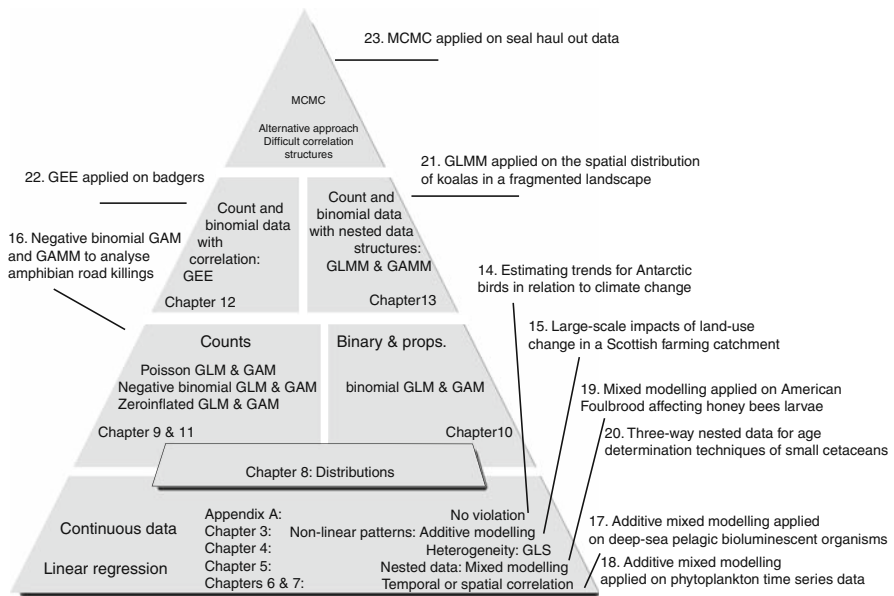 23. MCMC applied on seal haul out data
MCMC
Alternative approach
Difficult correlation
structures
22. GEE applied on badgers
21. GLMM applied on the spatial distribution
of koalas in a fragmented landscape
Count and
binomial data
with
correlation:
GEE
Chapter 12
Count and
binomial data
with nested data
structures:
GLMM & GAMM
Chapter13
16. Negative binomial GAM
and GAMM to analyse
amphibian road killings
14. Estimating trends for Antarctic
birds in relation to climate change
15. Large-scale impacts of land-use
change in a Scottish farming catchment
Counts
Poisson GLM & GAM
Negative binomial GLM & GAM
Zeroinflated GLM & GAM
Chapter 9 & 11
Binary & props.
binomial GLM & GAM
Chapter10
19. Mixed modelling applied on American
Foulbrood affecting honey bees larvae
20. Three-way nested data for age
determination techniques of small cetaceans
Chapter 8: Distributions
Continuous data
Linear regression
Appendix A: No violation
Chapter 3: Non-linear patterns: Additive modelling
Chapter 4: Heterogeneity: GLS
Chapter 5: Nested data: Mixed modelling
Chapters 6 & 7: Temporal or spatial correlation
17. Additive mixed modelling applied
on deep-sea pelagic bioluminescent organisms
18. Additive mixed modelling
applied on phytoplankton time series data